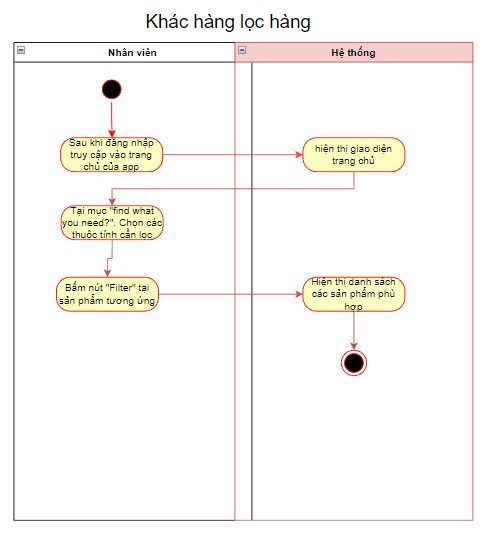 Khác hàng lọc hàng
Nhân viên
Hệ thống
Sau khi đăng nhập
truy cập vào trang
chủ của app
hiện thị giao diện
trang chủ
Tại mục "find what
you need?". Chọn các
thuộc tính cần lọc
Bấm nút "Filter" tại
sản phẩm tương ứng
Hiện thị danh sách
các sản phẩm phù
hợp